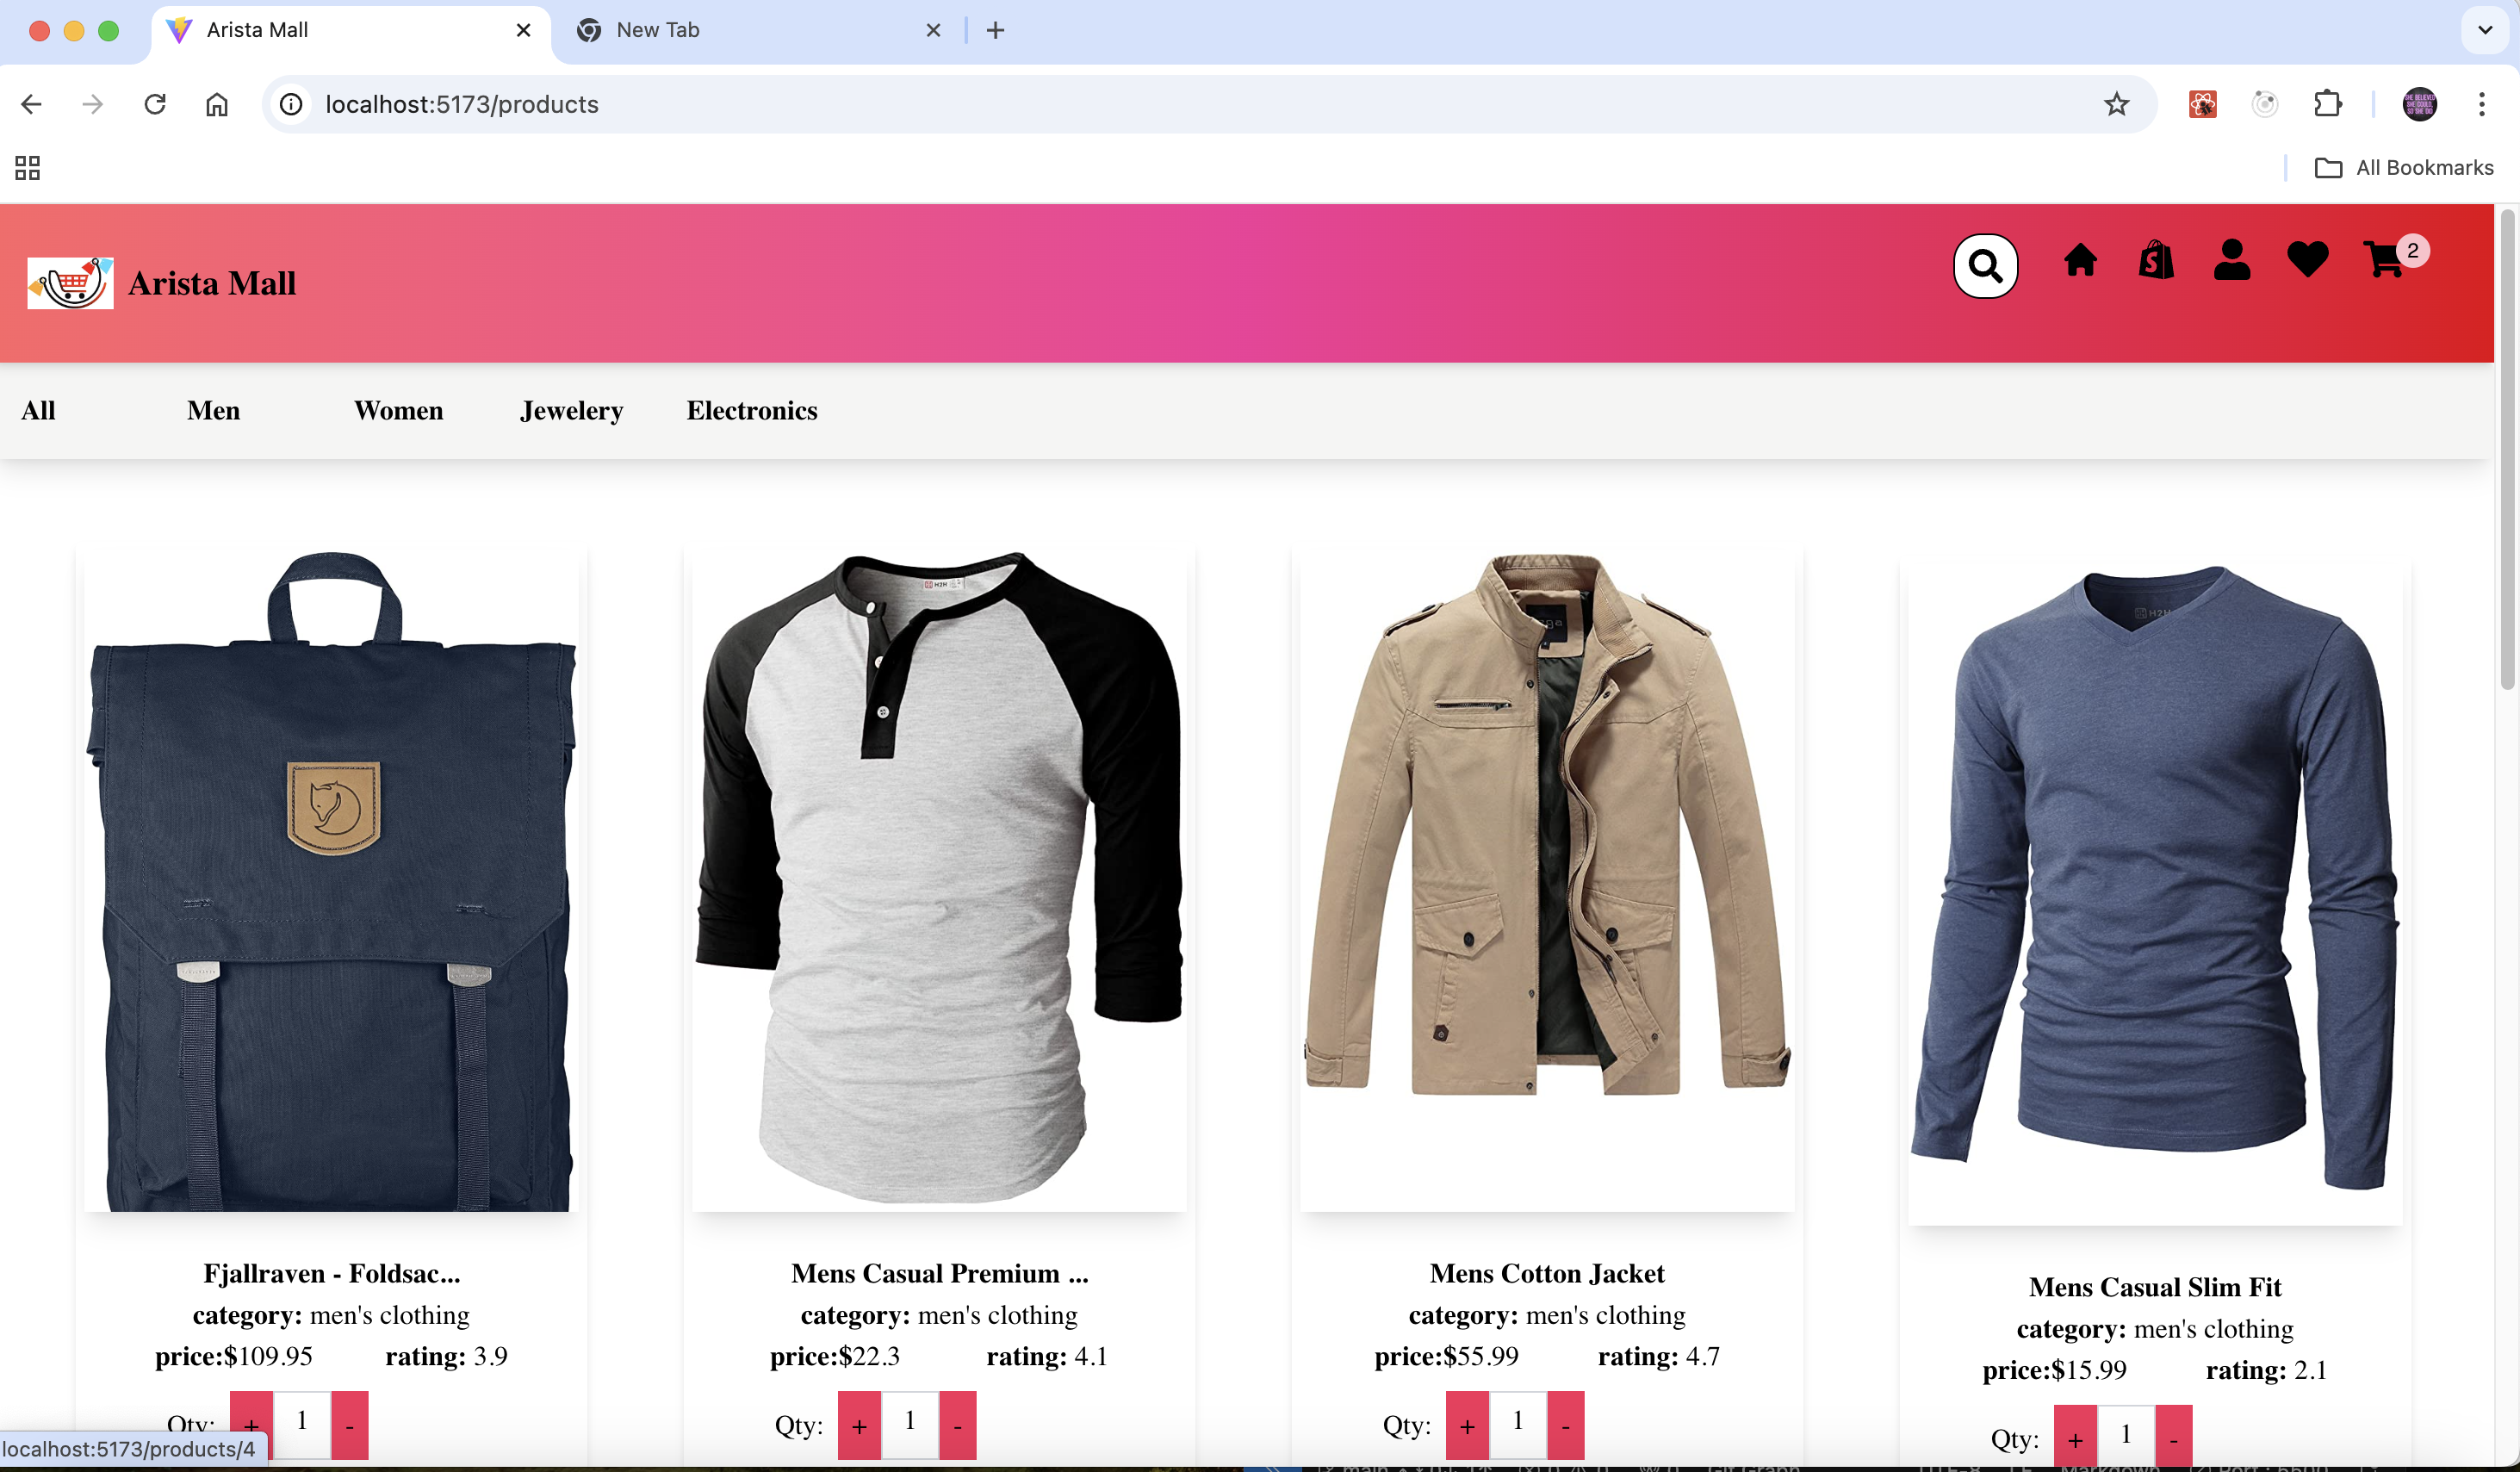 Arista Mall
New Tab
localhost:5173/products
All Bookmarks
Arista Mall
2
All Men Women Jewelery Electronics
H2H
H2H
Fjallraven - Foldsac...
category: men's clothing
price:$109.95 rating: 3.9
Qty: + 1 -
Mens Casual Premium ...
category: men's clothing
price:$22.3 rating: 4.1
Qty: + 1 -
Mens Cotton Jacket
category: men's clothing
price:$55.99 rating: 4.7
Qty: + 1 -
Mens Casual Slim Fit
category: men's clothing
price:$15.99 rating: 2.1
Qty: + 1 -
localhost:5173/products/4